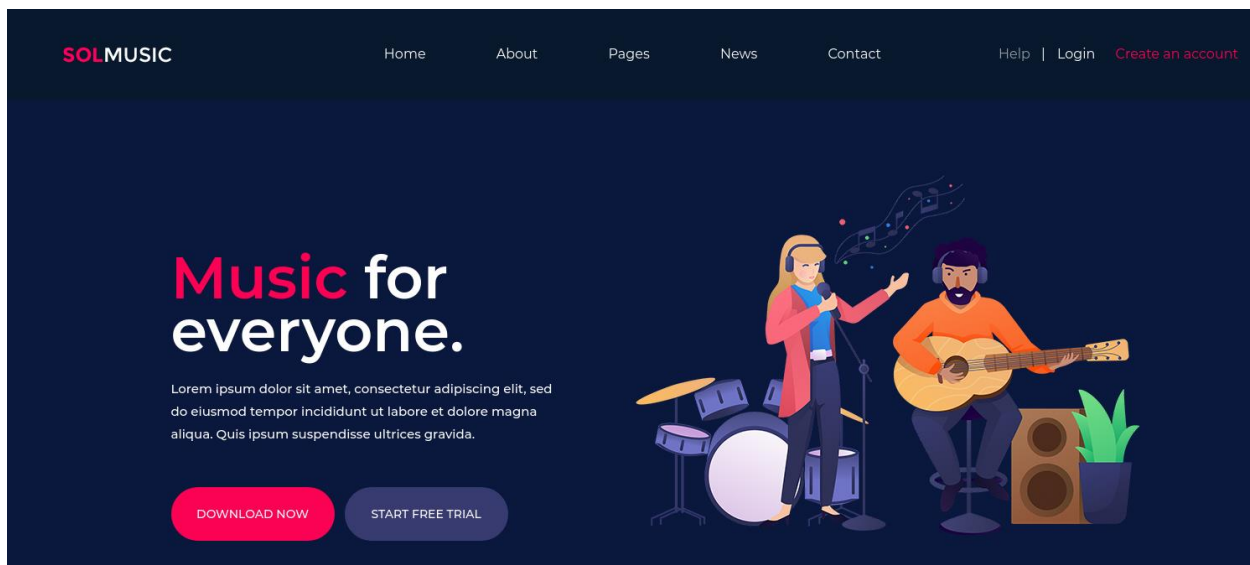 SOLMUSIC
Home About Pages News Contact
Help | Login Create an account
Music for
everyone.
Lorem ipsum dolor sit amet, consectetur adipiscing elit, sed
do eiusmod tempor incididunt ut labore et dolore magna
aliqua. Quis ipsum suspendisse ultrices gravida.
DOWNLOAD NOW
START FREE TRIAL